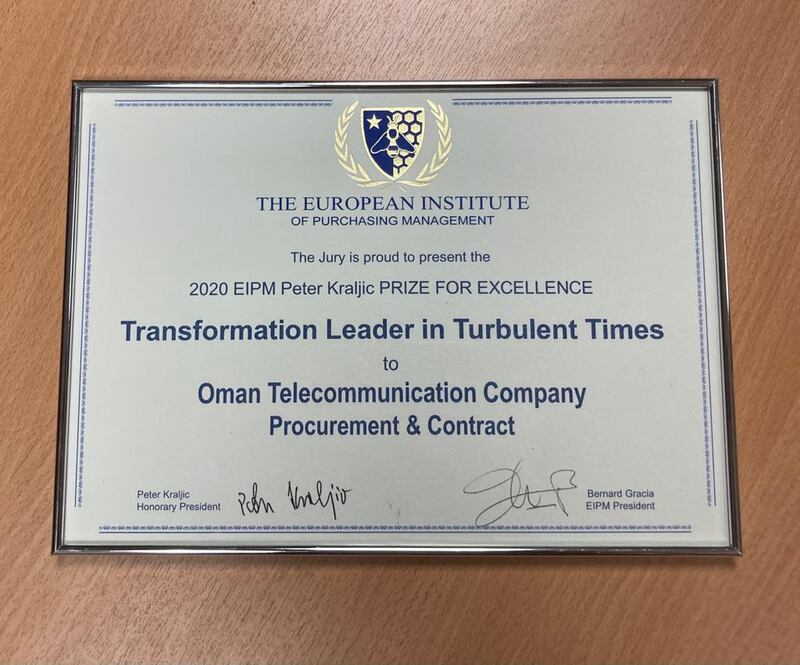 THE EUROPEAN INSTITUTE
OF PURCHASING MANAGEMENT
The Jury is proud to present the
2020 EIPM Peter Kraljic PRIZE FOR EXCELLENCE
Transformation Leader in Turbulent Times
to
Oman Telecommunication Company
Procurement & Contract
Peter Kraljic
Honorary President
Peter Kraljic
Bernard Gracia
EIPM President